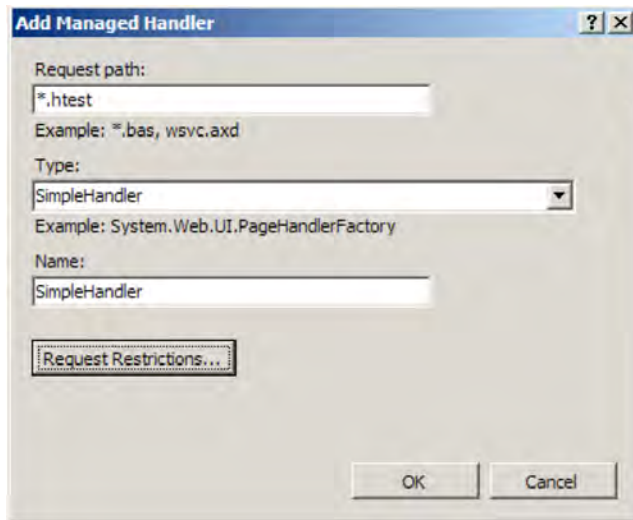 Add Managed Handler
Request path:
*.htest
Example: *.bas, wsvc.axd
Type:
SimpleHandler
Example: System.Web.UI.PageHandlerFactory
Name:
SimpleHandler
Request Restrictions...
OK Cancel